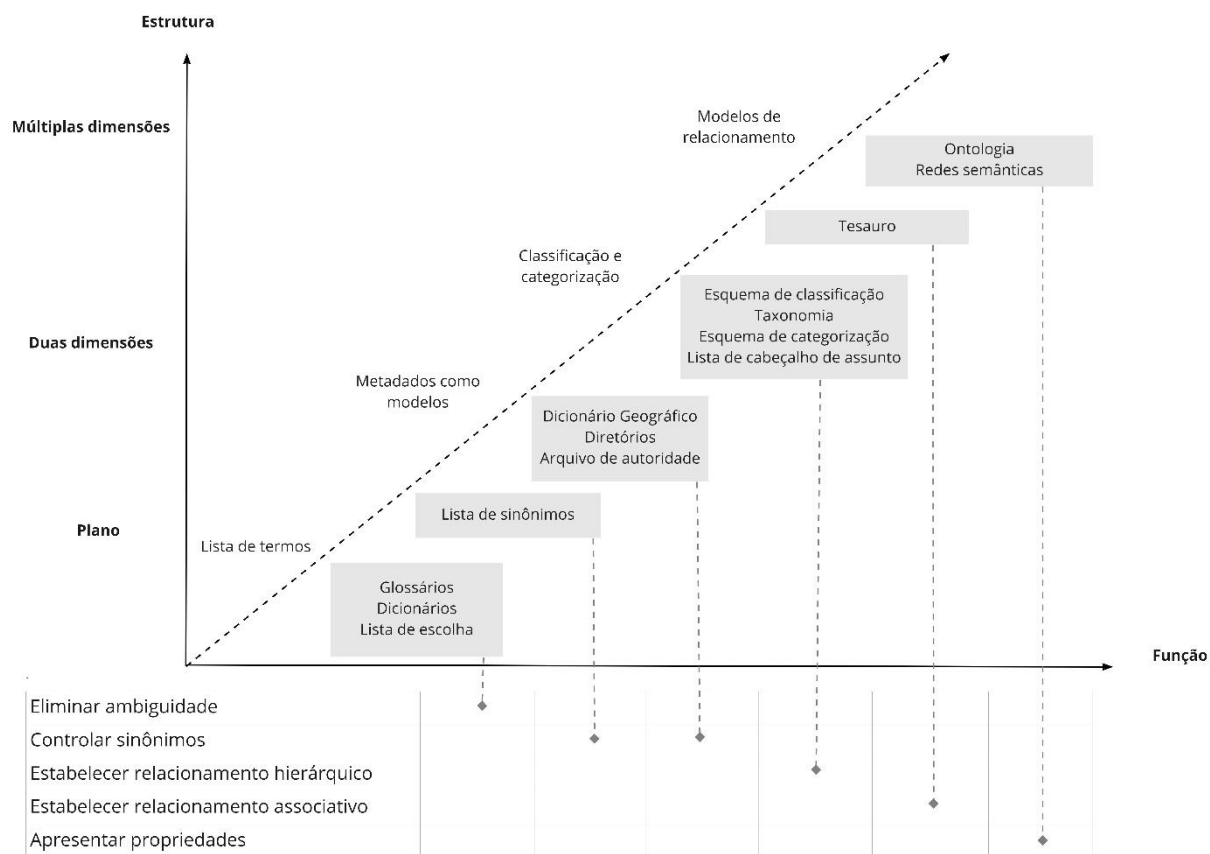 Estrutura
Múltiplas dimensões
Modelos de
relacionamento
Ontologia
Redes semânticas
Tesauro
Classificação e
categorização
Esquema de classificação
Taxonomia
Esquema de categorização
Lista de cabeçalho de assunto
Duas dimensões
Metadados como
modelos
Dicionário Geográfico
Diretórios
Arquivo de autoridade
Lista de sinônimos
Plano
Lista de termos
Glossários
Dicionários
Lista de escolha
Função
Eliminar ambiguidade
Controlar sinônimos
Estabelecer relacionamento hierárquico
Estabelecer relacionamento associativo
Apresentar propriedades